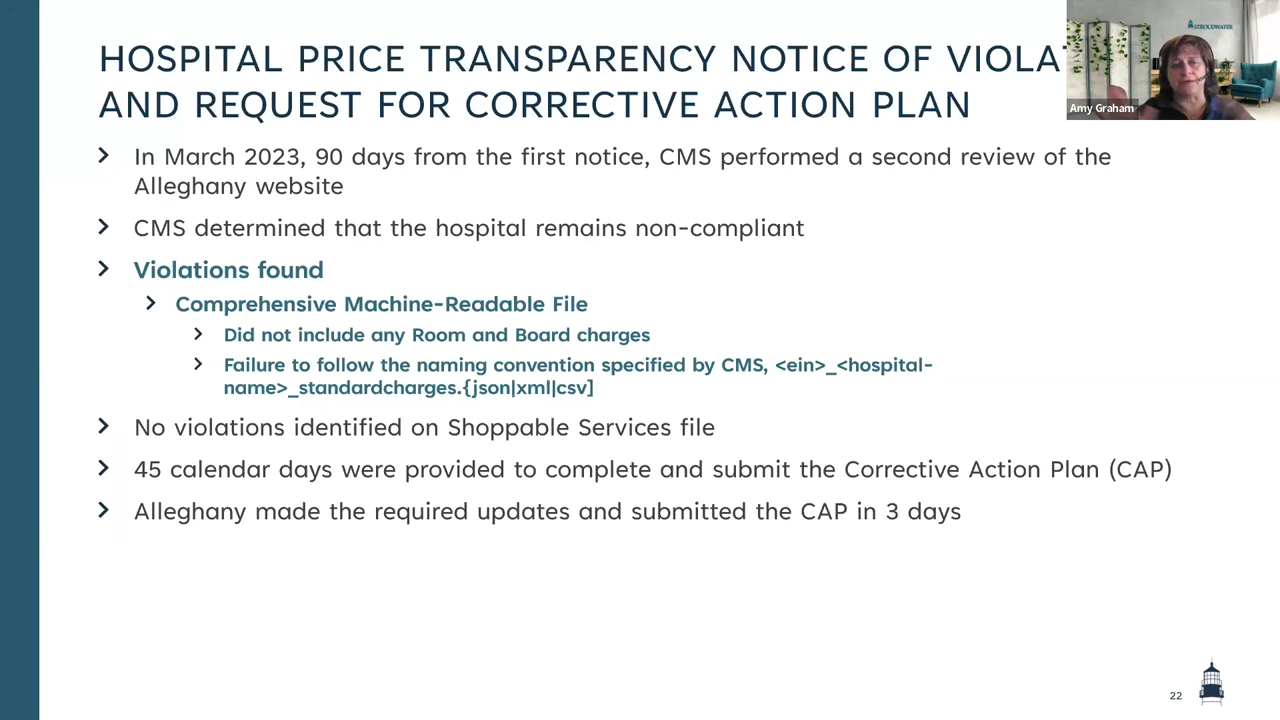 HOSPITAL PRICE TRANSPARENCY NOTICE OF VIOLAT
AND REQUEST FOR CORRECTIVE ACTION PLAN
STROUDWATER
Amy Graham
In March 2023, 90 days from the first notice, CMS performed a second review of the
Alleghany website
CMS determined that the hospital remains non-compliant
Violations found
Comprehensive Machine-Readable File
Did not include any Room and Board charges
Failure to follow the naming convention specified by CMS, <ein>_<hospital-
name>_standardcharges.{json|xml|csv]
No violations identified on Shoppable Services file
45 calendar days were provided to complete and submit the Corrective Action Plan (CAP)
Alleghany made the required updates and submitted the CAP in 3 days
22